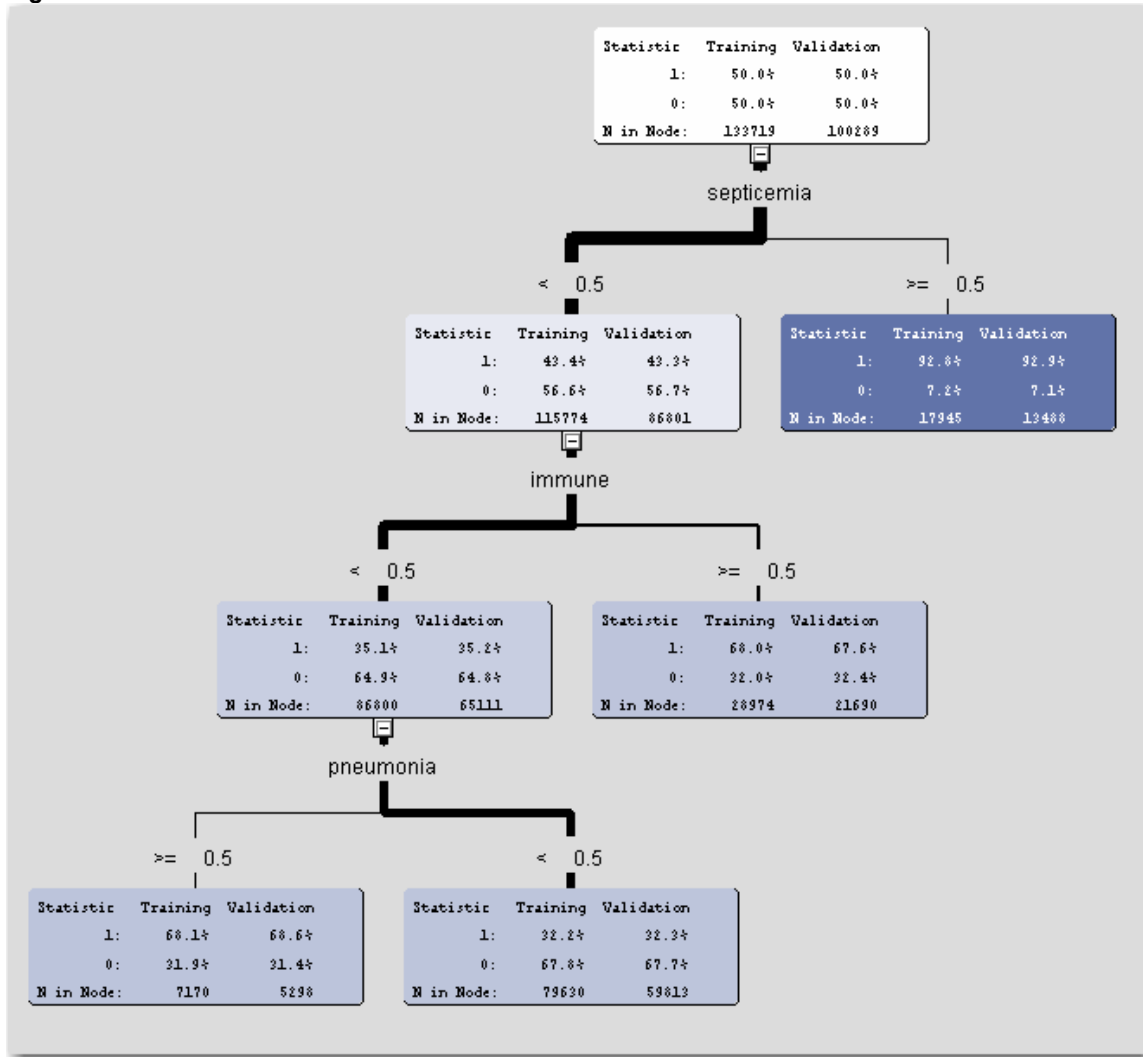 Statistic Training Validation
1: 50.0% 50.0%
0: 50.0% 50.0%
N in Node: 133719 100289
septicemia
< 0.5
>= 0.5
Statistic Training Validation
1: 43.4% 43.3%
0: 56.6% 56.7%
N in Node: 115774 86801
Statistic Training Validation
1: 92.8% 92.9%
0: 7.2% 7.1%
N in Node: 17945 13488
immune
< 0.5
>= 0.5
Statistic Training Validation
1: 35.1% 35.2%
0: 64.9% 64.8%
N in Node: 86800 65111
Statistic Training Validation
1: 68.0% 67.6%
0: 32.0% 32.4%
N in Node: 28974 21690
pneumonia
>= 0.5
< 0.5
Statistic Training Validation
1: 68.1% 68.6%
0: 31.9% 31.4%
N in Node: 7170 5298
Statistic Training Validation
1: 32.2% 32.3%
0: 67.8% 67.7%
N in Node: 79630 59813